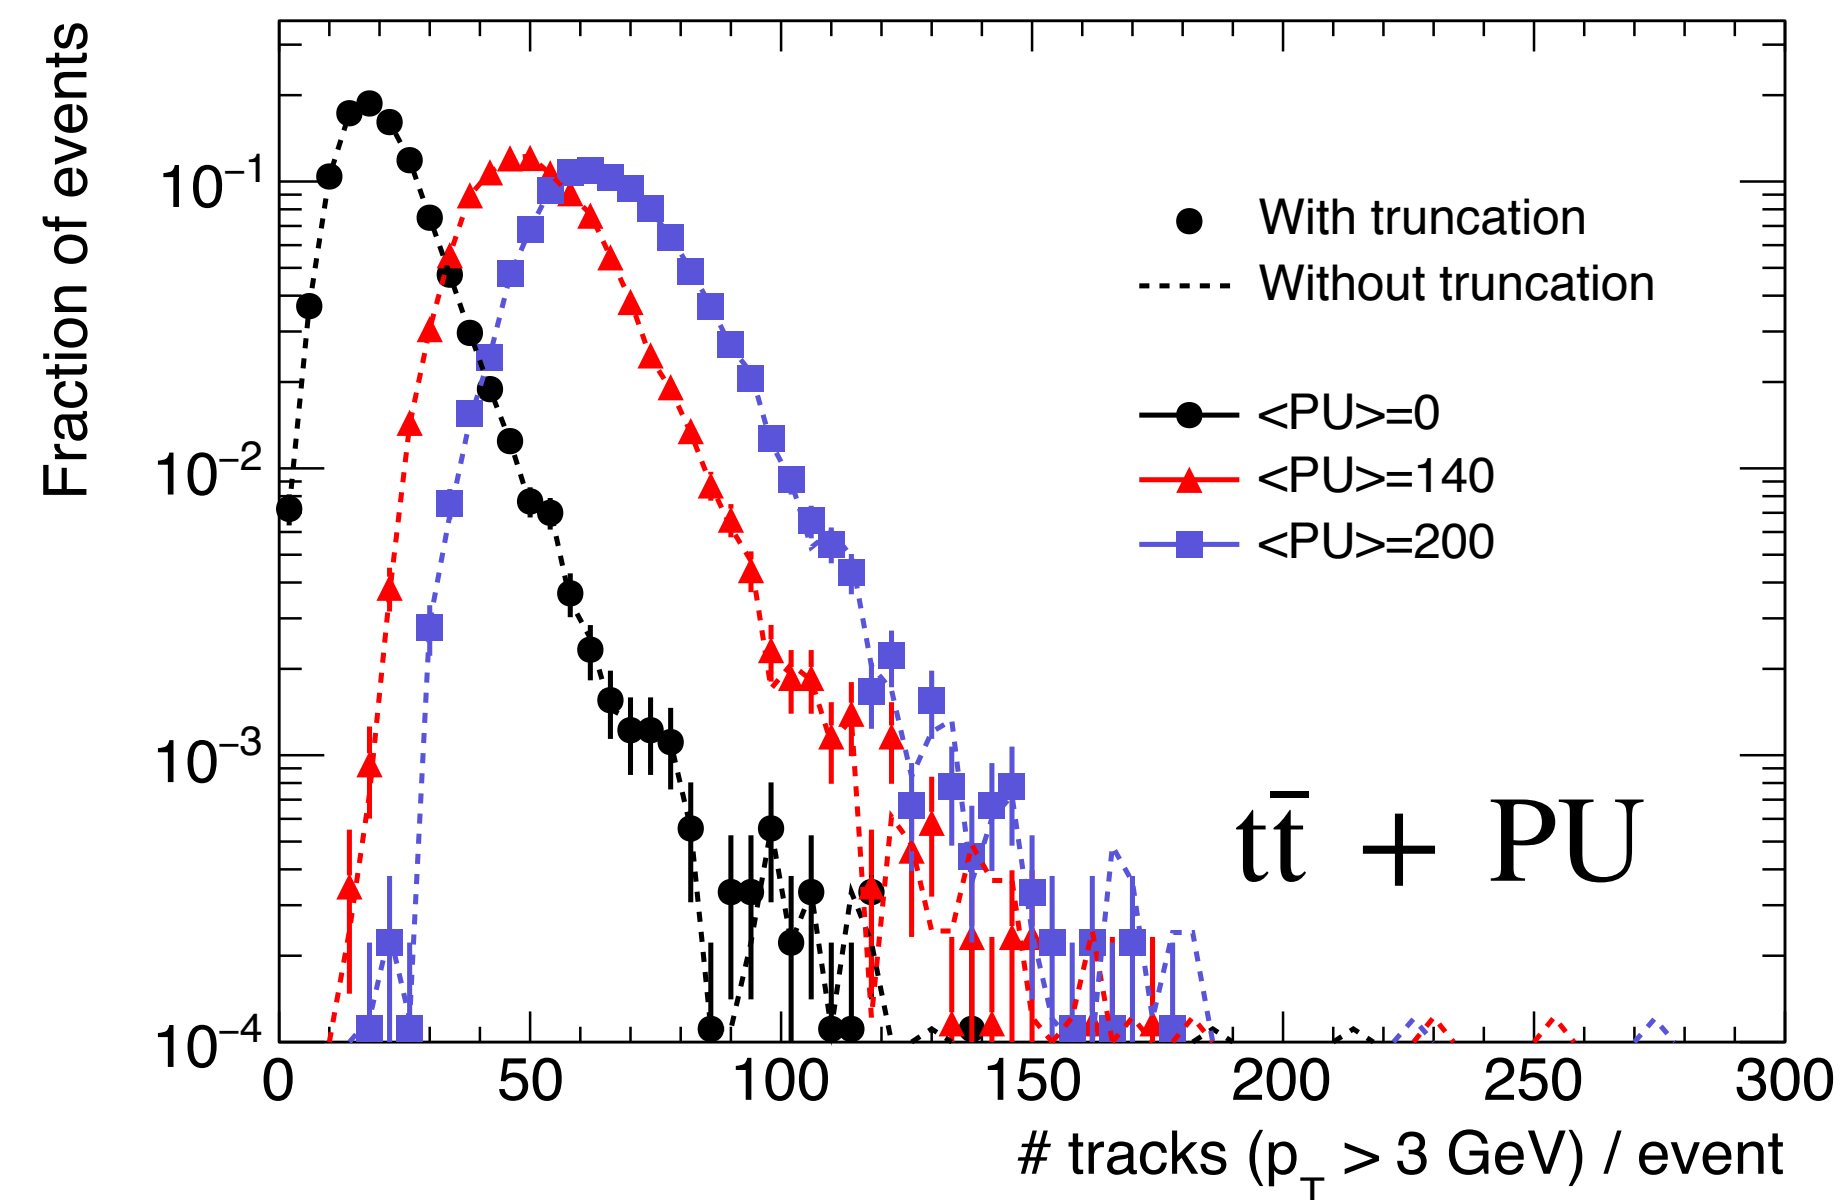 Fraction of events
10⁻¹
10⁻²
10⁻³
10⁻⁴
With truncation
Without truncation
<PU>=0
<PU>=140
<PU>=200
tt̅ + PU
0 50 100 150 200 250 300
# tracks (p_T > 3 GeV) / event